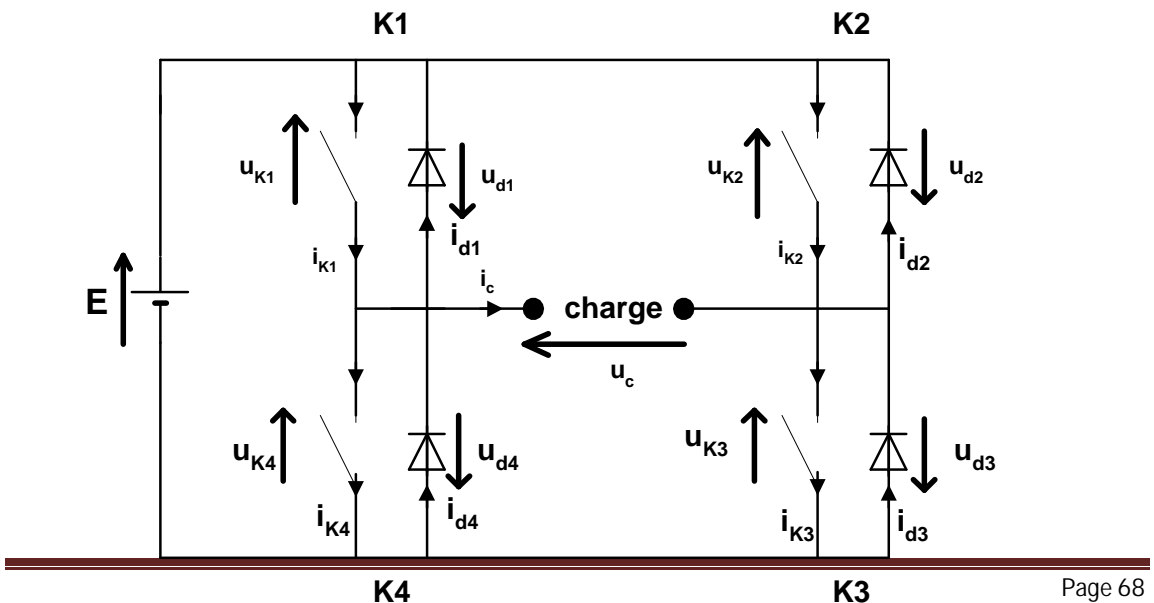 K1 K2
u_K1 u_d1 u_K2 u_d2
i_K1 i_d1 i_K2 i_d2
i_c
E charge
u_c
u_K4 u_d4 u_K3 u_d3
i_K4 i_d4 i_K3 i_d3
K4 K3 Page 68